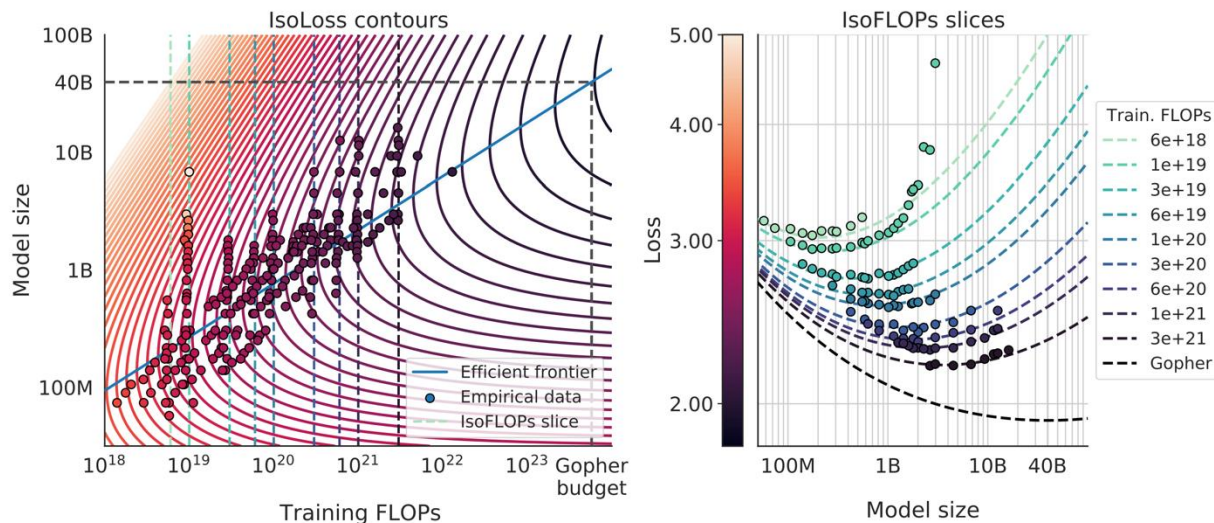 IsoLoss contours
100B
40B
10B
1B
100M
Model size
10^18
10^19
10^20
10^21
10^22
10^23
Gopher
budget
Training FLOPs
Efficient frontier
Empirical data
IsoFLOPs slice
IsoFLOPs slices
5.00
4.00
3.00
2.00
Loss
100M
1B
10B
40B
Model size
Train. FLOPs
6e+18
1e+19
3e+19
6e+19
1e+20
3e+20
6e+20
1e+21
3e+21
Gopher